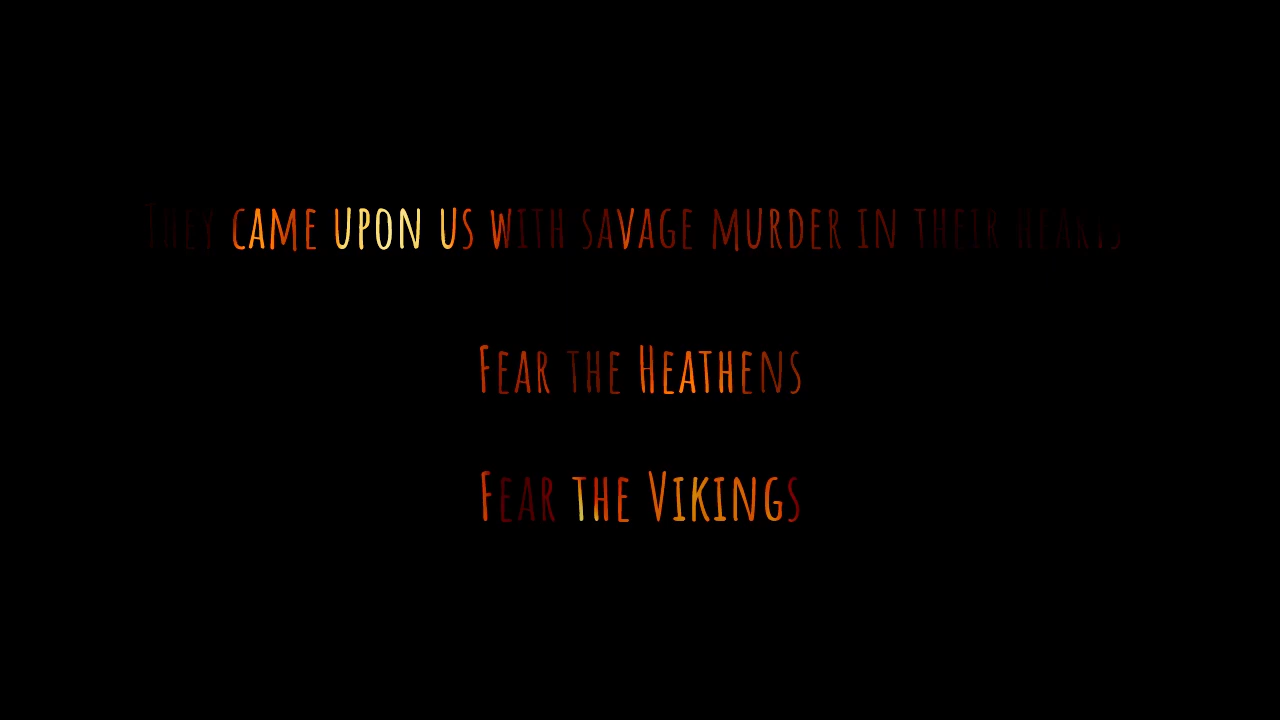 They came upon us with savage murder in their hearts
Fear the Heathens
Fear the Vikings